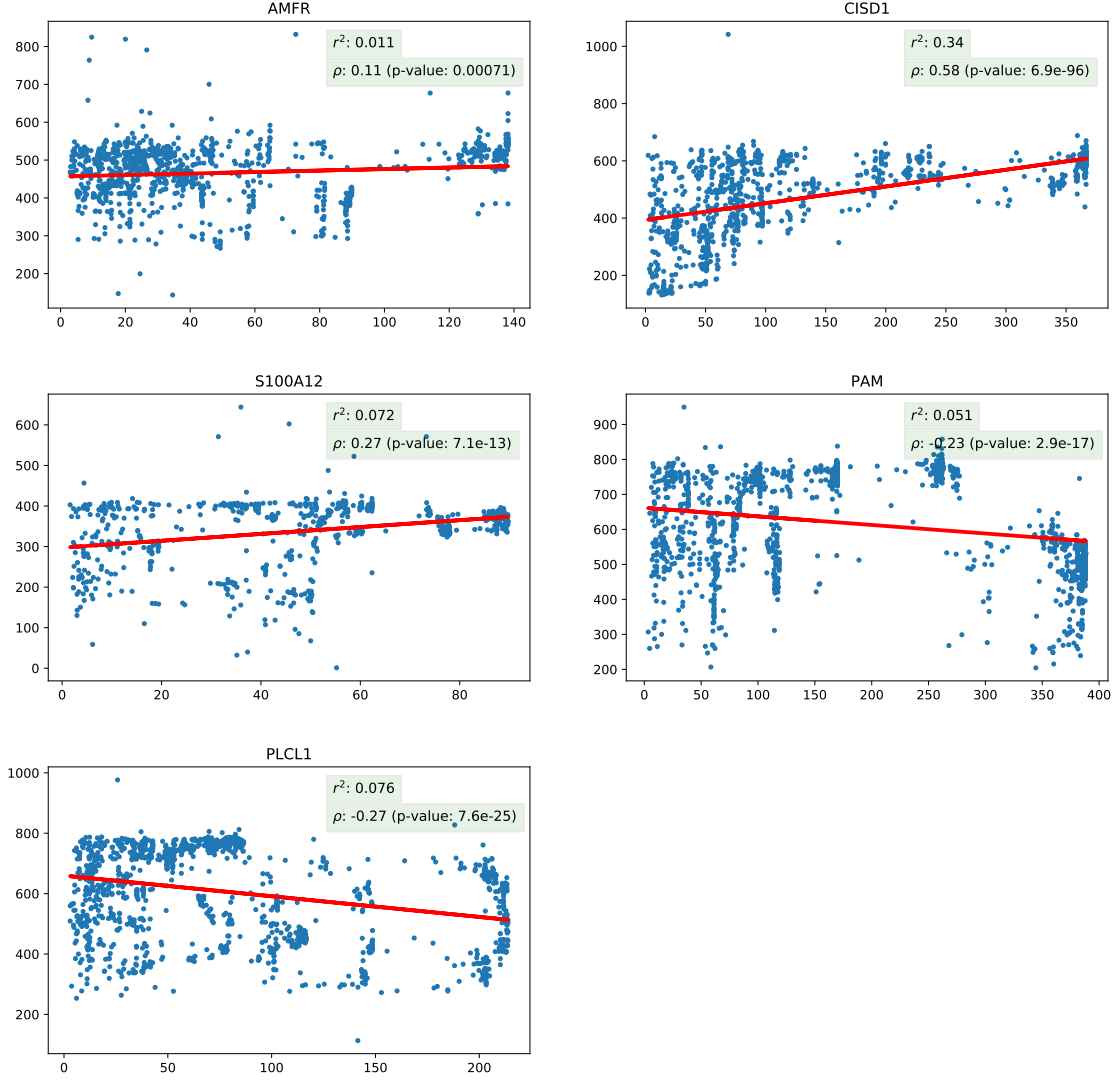 AMFR
r²: 0.011
ρ: 0.11 (p-value: 0.00071)
800
700
600
500
400
300
200
0 20 40 60 80 100 120 140
CISD1
r²: 0.34
ρ: 0.58 (p-value: 6.9e-96)
1000
800
600
400
200
0 50 100 150 200 250 300 350
S100A12
r²: 0.072
ρ: 0.27 (p-value: 7.1e-13)
600
500
400
300
200
100
0
0 20 40 60 80
PAM
r²: 0.051
ρ: -0.23 (p-value: 2.9e-17)
900
800
700
600
500
400
300
200
0 50 100 150 200 250 300 350 400
PLCL1
r²: 0.076
ρ: -0.27 (p-value: 7.6e-25)
1000
800
600
400
200
0 50 100 150 200